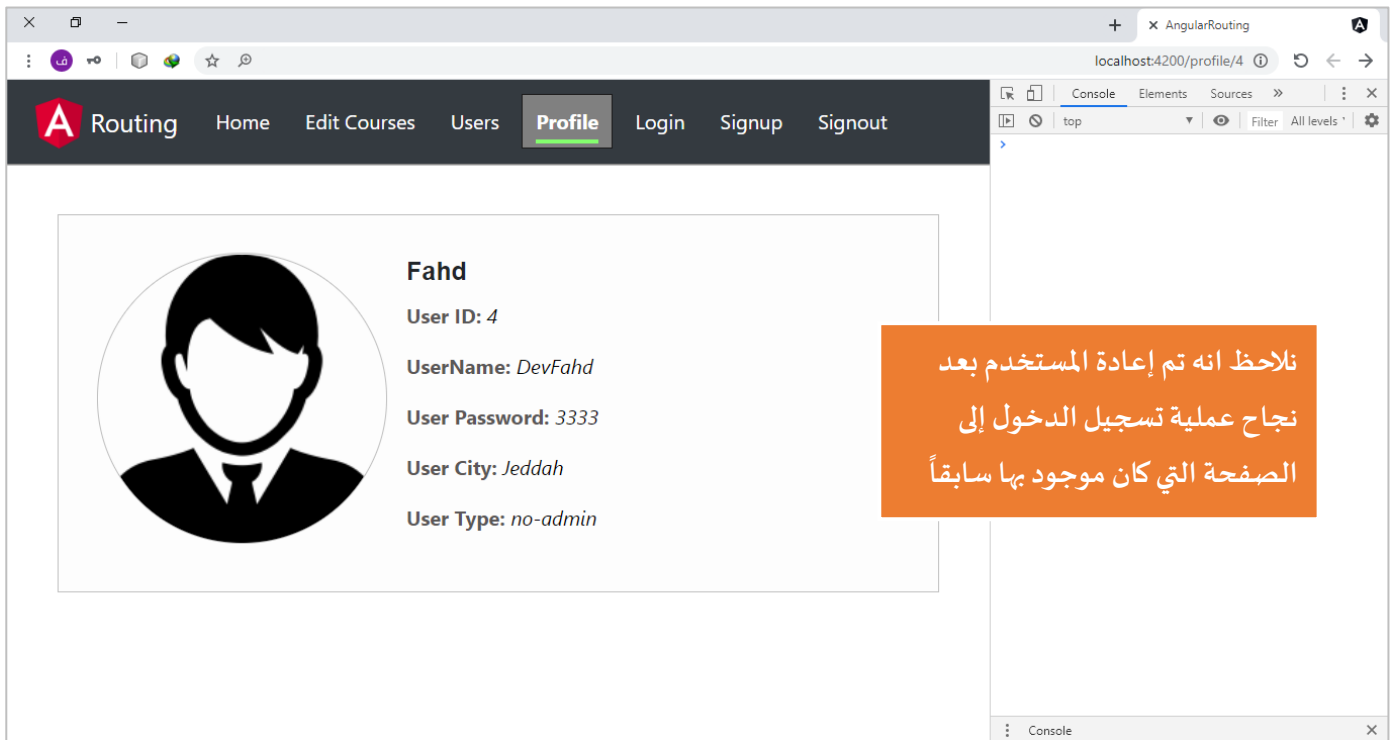 AngularRouting
localhost:4200/profile/4
ف
Routing Home Edit Courses Users Profile Login Signup Signout
Console Elements Sources »
top Filter All levels
Fahd
User ID: 4
UserName: DevFahd
User Password: 3333
User City: Jeddah
User Type: no-admin
نلاحظ انه تم إعادة المستخدم بعد
نجاح عملية تسجيل الدخول إلى
الصفحة التي كان موجود بها سابقاً
Console